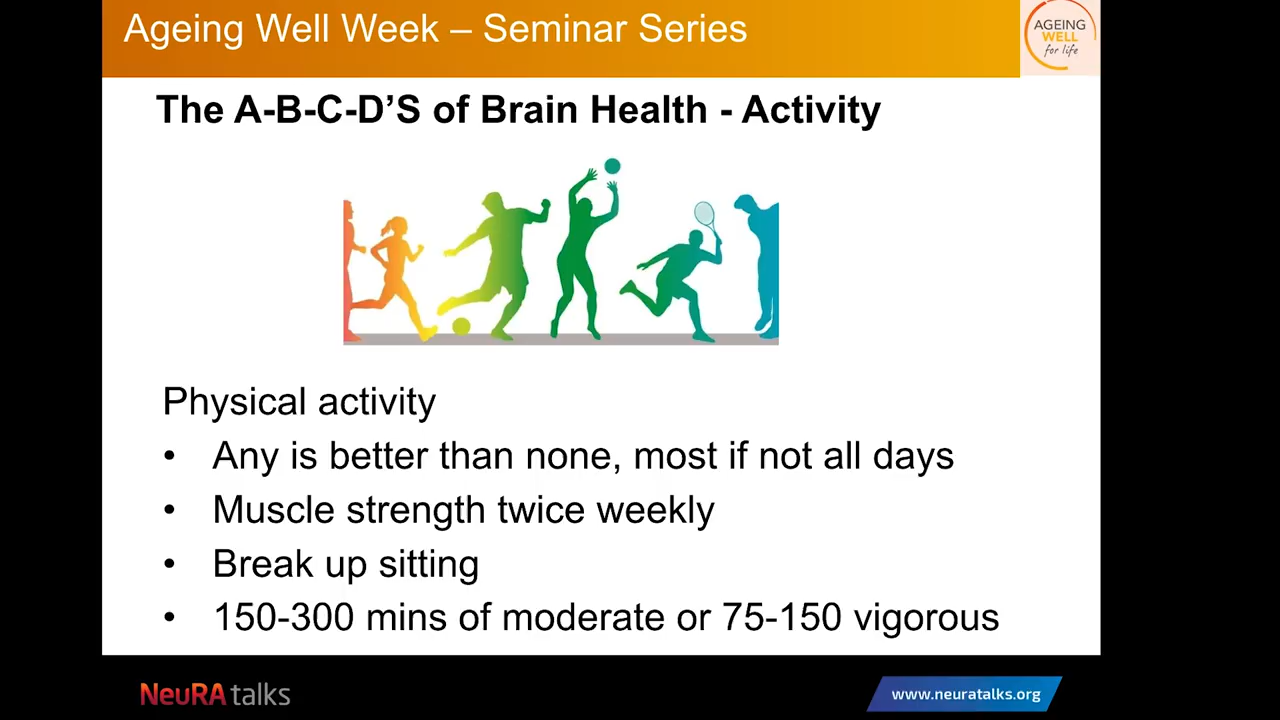 Ageing Well Week – Seminar Series
AGEING
WELL
for life
The A-B-C-D’S of Brain Health - Activity
Physical activity
• Any is better than none, most if not all days
• Muscle strength twice weekly
• Break up sitting
• 150-300 mins of moderate or 75-150 vigorous
NeuRA talks
www.neuratalks.org